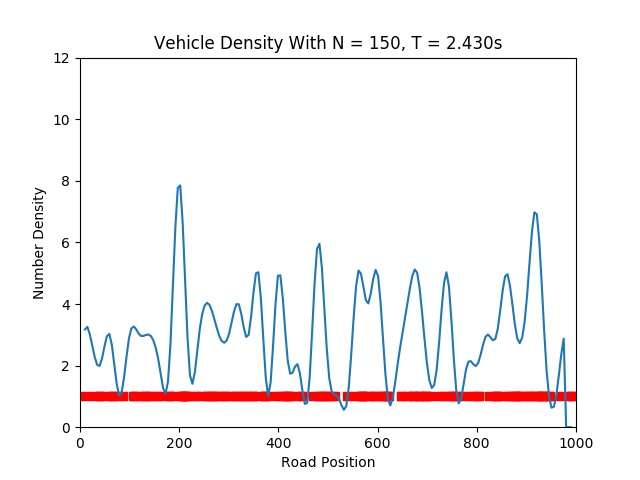 Vehicle Density With N = 150, T = 2.430s
12
10
8
6
4
2
0
Number Density
0 200 400 600 800 1000
Road Position